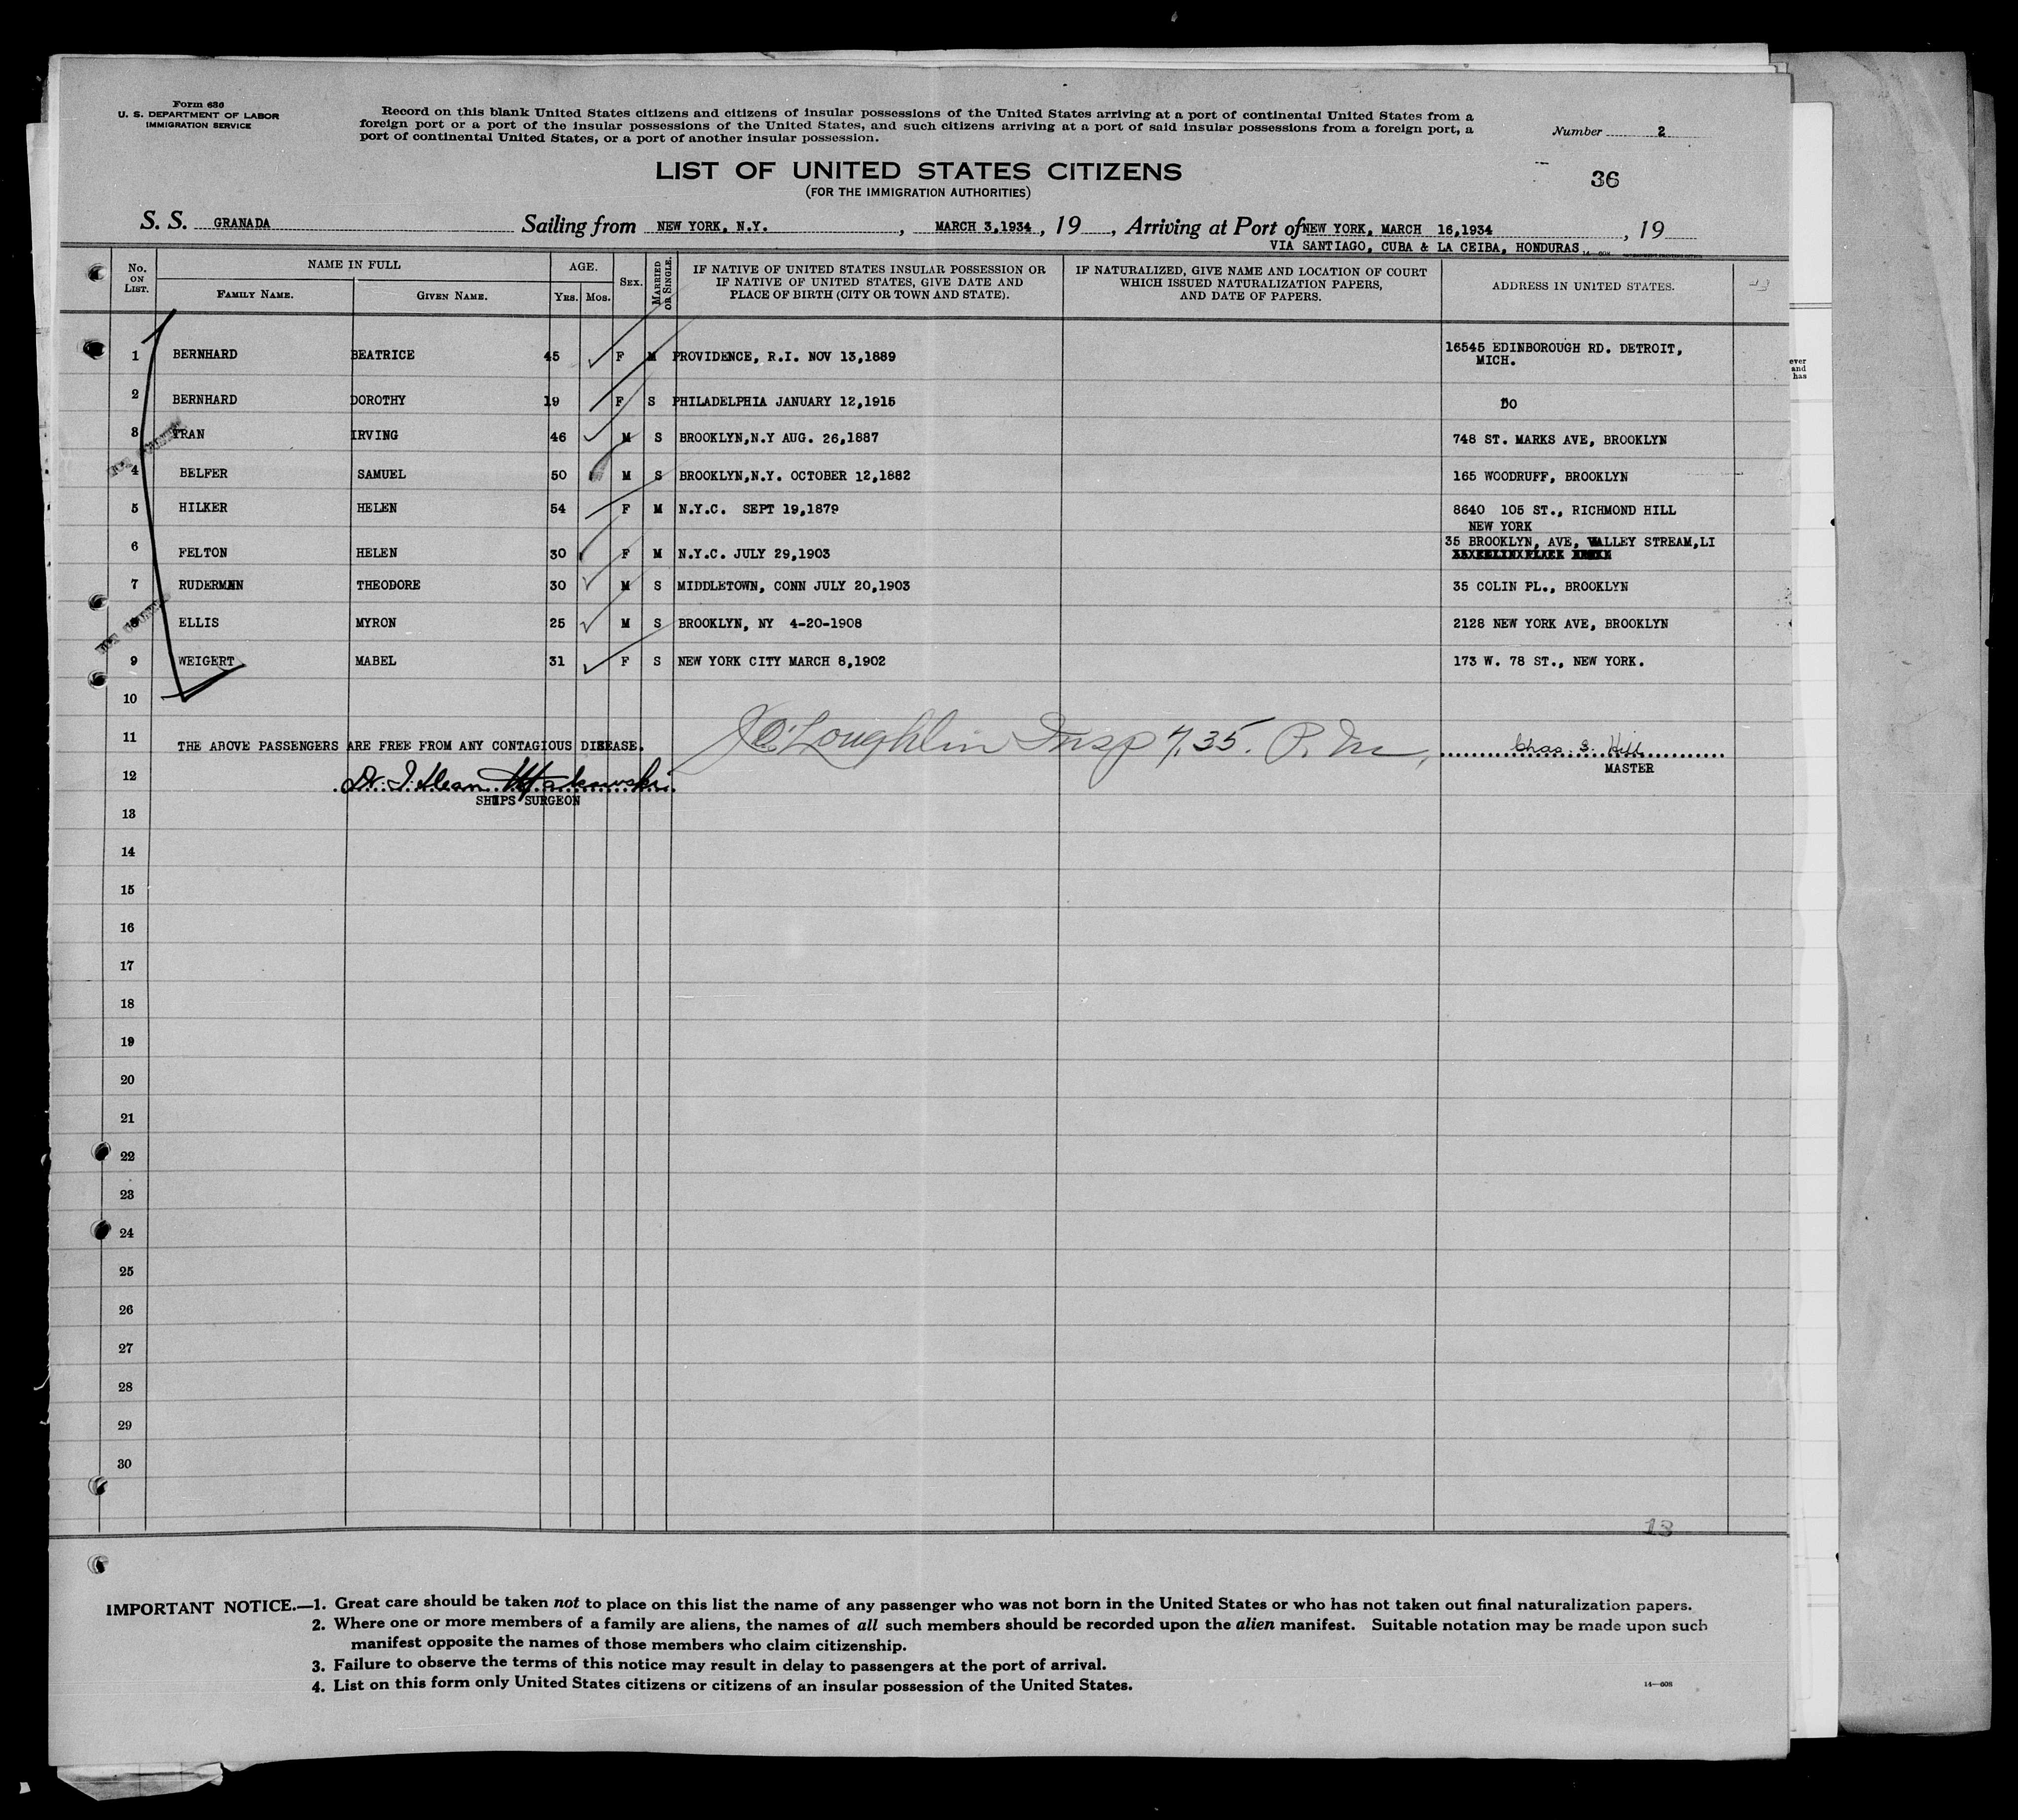 Form 630
U. S. DEPARTMENT OF LABOR
IMMIGRATION SERVICE
Record on this blank United States citizens and citizens of insular possessions of the United States arriving at a port of continental United States from a
foreign port or a port of the insular possessions of the United States, and such citizens arriving at a port of said insular possessions from a foreign port, a
port of continental United States, or a port of another insular possession.
Number 2
LIST OF UNITED STATES CITIZENS
(FOR THE IMMIGRATION AUTHORITIES)
36
S. S. GRANADA Sailing from NEW YORK, N.Y. , MARCH 3,1934 , 19 , Arriving at Port of NEW YORK, MARCH 16,1934 , 19
VIA SANTIAGO, CUBA & LA CEIBA, HONDURAS
No. ON LIST. NAME IN FULL FAMILY NAME. GIVEN NAME. AGE. YRS. MOS. SEX. MARRIED OR SINGLE. IF NATIVE OF UNITED STATES INSULAR POSSESSION OR IF NATIVE OF UNITED STATES, GIVE DATE AND PLACE OF BIRTH (CITY OR TOWN AND STATE). IF NATURALIZED, GIVE NAME AND LOCATION OF COURT WHICH ISSUED NATURALIZATION PAPERS, AND DATE OF PAPERS. ADDRESS IN UNITED STATES.
1 BERNHARD BEATRICE 45 F M PROVIDENCE, R.I. NOV 13,1889 16545 EDINBOROUGH RD. DETROIT,
MICH.
2 BERNHARD DOROTHY 19 F S PHILADELPHIA JANUARY 12,1915 DO
3 FRAN IRVING 46 M S BROOKLYN,N.Y AUG. 26,1887 748 ST. MARKS AVE, BROOKLYN
4 BELFER SAMUEL 50 M S BROOKLYN,N.Y. OCTOBER 12,1882 165 WOODRUFF, BROOKLYN
5 HILKER HELEN 54 F M N.Y.C. SEPT 19,1879 8640 105 ST., RICHMOND HILL
NEW YORK
6 FELTON HELEN 30 F M N.Y.C. JULY 29,1903 35 BROOKLYN, AVE, VALLEY STREAM,LI
7 RUDERMAN THEODORE 30 M S MIDDLETOWN, CONN JULY 20,1903 35 COLIN PL., BROOKLYN
8 ELLIS MYRON 25 M S BROOKLYN, NY 4-20-1908 2128 NEW YORK AVE, BROOKLYN
9 WEIGERT MABEL 31 F S NEW YORK CITY MARCH 8,1902 173 W. 78 ST., NEW YORK.
10
11 THE ABOVE PASSENGERS ARE FREE FROM ANY CONTAGIOUS DISEASE. J O'Loughlin Insp 7.35. P.M. Chas. S. Hill
MASTER
12 Dr. I.
SHIPS SURGEON
13
14
15
16
17
18
19
20
21
22
23
24
25
26
27
28
29
30
13
IMPORTANT NOTICE.—1. Great care should be taken not to place on this list the name of any passenger who was not born in the United States or who has not taken out final naturalization papers.
2. Where one or more members of a family are aliens, the names of all such members should be recorded upon the alien manifest. Suitable notation may be made upon such
manifest opposite the names of those members who claim citizenship.
3. Failure to observe the terms of this notice may result in delay to passengers at the port of arrival.
4. List on this form only United States citizens or citizens of an insular possession of the United States.
14—608
ever
and
has